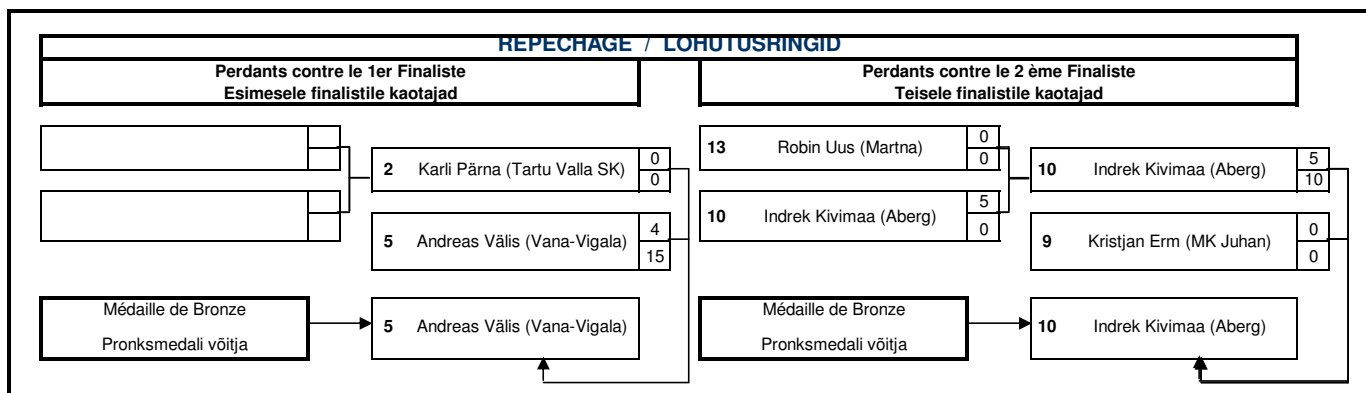 REPECHAGE / LOHUTUSRINGID
Perdants contre le 1er Finaliste
Esimesele finalistile kaotajad
Perdants contre le 2 ème Finaliste
Teisele finalistile kaotajad
2 Karli Pärna (Tartu Valla SK) 0
0
5 Andreas Välis (Vana-Vigala) 4
15
Médaille de Bronze
Pronksmedali võitja
5 Andreas Välis (Vana-Vigala)
13 Robin Uus (Martna) 0
0
10 Indrek Kivimaa (Aberg) 5
0
10 Indrek Kivimaa (Aberg) 5
10
9 Kristjan Erm (MK Juhan) 0
0
Médaille de Bronze
Pronksmedali võitja
10 Indrek Kivimaa (Aberg)